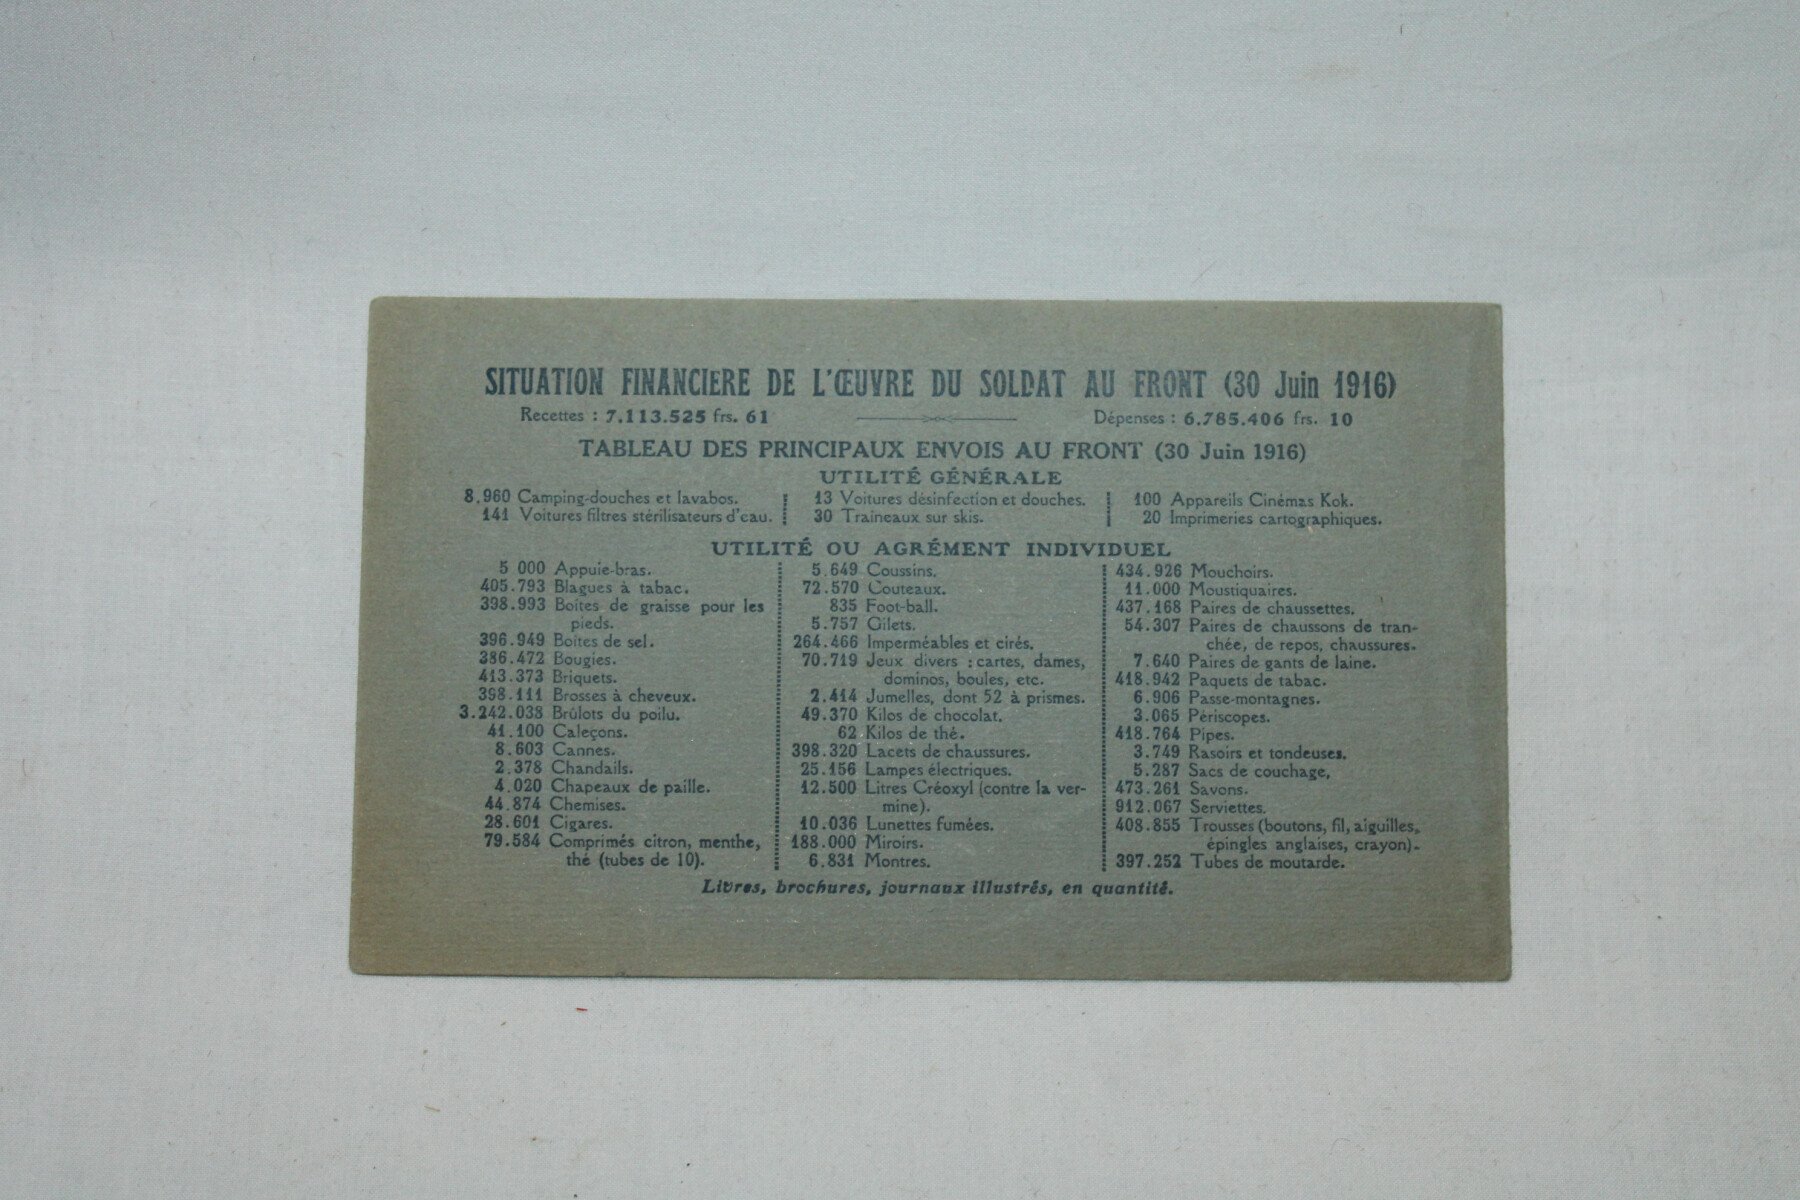 SITUATION FINANCIERE DE L'ŒUVRE DU SOLDAT AU FRONT (30 Juin 1916)
Recettes : 7.113.525 frs. 61
Dépenses : 6.785.406 frs. 10
TABLEAU DES PRINCIPAUX ENVOIS AU FRONT (30 Juin 1916)
UTILITÉ GÉNÉRALE
8.960 Camping-douches et lavabos.
141 Voitures filtres stérilisateurs d'eau.
13 Voitures désinfection et douches.
30 Traineaux sur skis.
100 Appareils Cinémas Kok.
20 Imprimeries cartographiques.
UTILITÉ OU AGRÉMENT INDIVIDUEL
5 000 Appuie-bras.
405.793 Blagues à tabac.
398.993 Boites de graisse pour les
pieds.
396.949 Boites de sel.
386.472 Bougies.
413.373 Briquets.
398.111 Brosses à cheveux.
3.242.038 Brûlots du poilu.
41.100 Caleçons.
8.603 Cannes.
2.378 Chandails.
4.020 Chapeaux de paille.
44.874 Chemises.
28.601 Cigares.
79.584 Comprimés citron, menthe,
thé (tubes de 10).
5.649 Coussins.
72.570 Couteaux.
835 Foot-ball.
5.757 Gilets.
264.466 Imperméables et cirés.
70.719 Jeux divers : cartes, dames,
dominos, boules, etc.
2.414 Jumelles, dont 52 à prismes.
49.370 Kilos de chocolat.
62 Kilos de thé.
398.320 Lacets de chaussures.
25.156 Lampes électriques.
12.500 Litres Créoxyl (contre la ver-
mine).
10.036 Lunettes fumées.
188.000 Miroirs.
6.831 Montres.
434.926 Mouchoirs.
11.000 Moustiquaires.
437.168 Paires de chaussettes.
54.307 Paires de chaussons de tran-
chée, de repos, chaussures.
7.640 Paires de gants de laine.
418.942 Paquets de tabac.
6.906 Passe-montagnes.
3.065 Périscopes.
418.764 Pipes.
3.749 Rasoirs et tondeuses.
5.287 Sacs de couchage,
473.261 Savons.
912.067 Serviettes.
408.855 Trousses (boutons, fil, aiguilles,
épingles anglaises, crayon).
397.252 Tubes de moutarde.
Livres, brochures, journaux illustrés, en quantité.